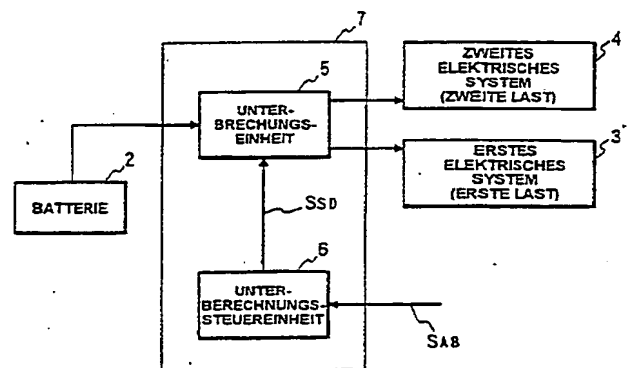 7
5
UNTER-
BRECHUNGS-
EINHEIT
ZWEITES
ELEKTRISCHES
SYSTEM
(ZWEITE LAST)
4
ERSTES
ELEKTRISCHES
SYSTEM
(ERSTE LAST)
3
2
BATTERIE
SSD
6
UNTER-
BERECHNUNGS-
STEUEREINHEIT
SAB